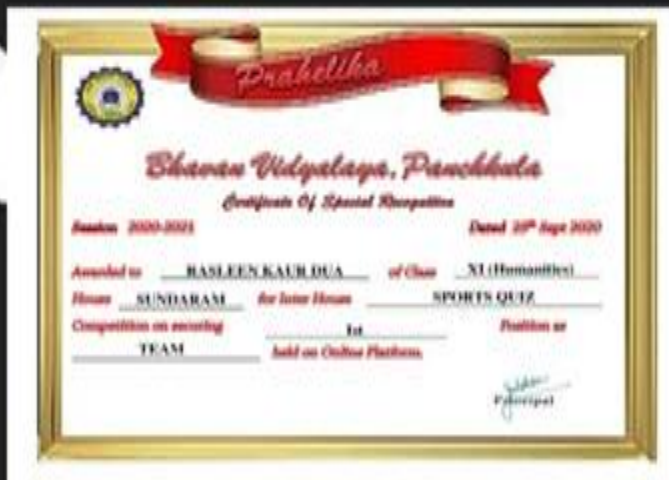 Prahelika
Bhavan Vidyalaya, Panchkula
Certificate Of Special Recognition
Session 2020-2021 Dated 25th Sept 2020
Awarded to RASLEEN KAUR DUA of Class XI (Humanities)
House SUNDARAM for Inter House SPORTS QUIZ
Competition on securing 1st Position as
TEAM held on Online Platform.
Principal